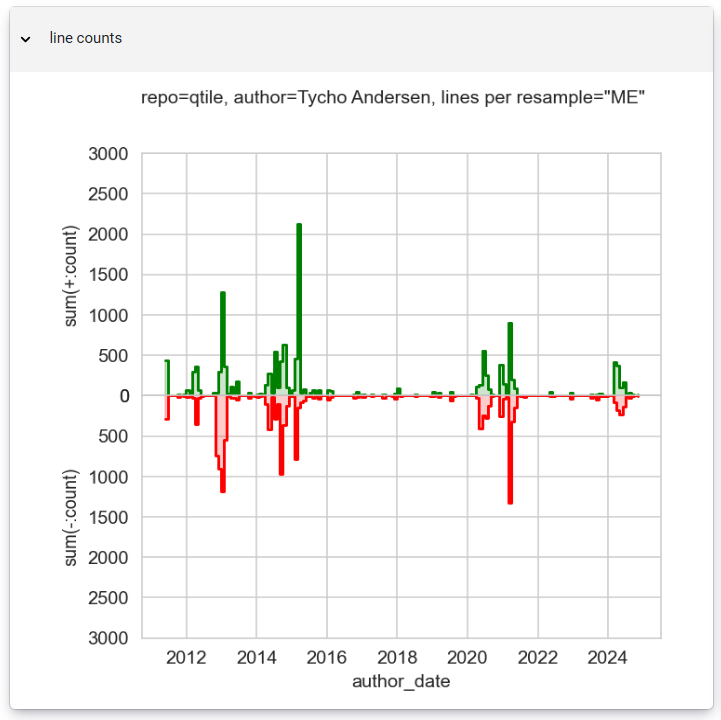 line counts
repo=qtile, author=Tycho Andersen, lines per resample="ME"
sum(+:count)
3000
2500
2000
1500
1000
500
0
sum(-:count)
500
1000
1500
2000
2500
3000
2012 2014 2016 2018 2020 2022 2024
author_date